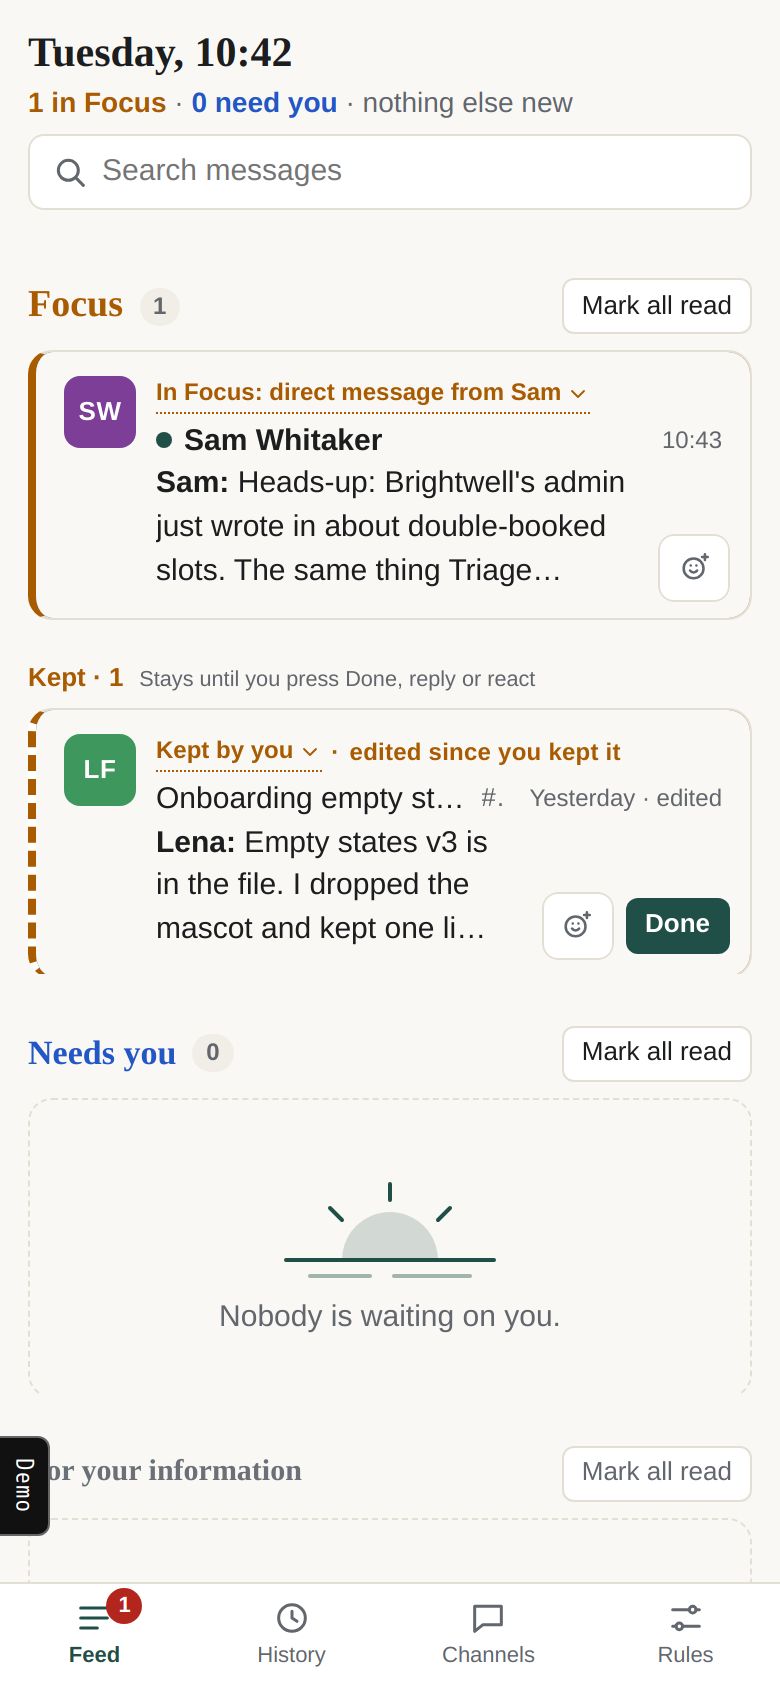 Tuesday, 10:42
1 in Focus · 0 need you · nothing else new
Search messages
Focus 1 Mark all read
SW
In Focus: direct message from Sam
Sam Whitaker 10:43
Sam: Heads-up: Brightwell's admin
just wrote in about double-booked
slots. The same thing Triage…
Kept · 1 Stays until you press Done, reply or react
LF
Kept by you · edited since you kept it
Onboarding empty st… #. Yesterday · edited
Lena: Empty states v3 is
in the file. I dropped the
mascot and kept one li…
Done
Needs you 0 Mark all read
Nobody is waiting on you.
Demo
or your information Mark all read
1
Feed History Channels Rules